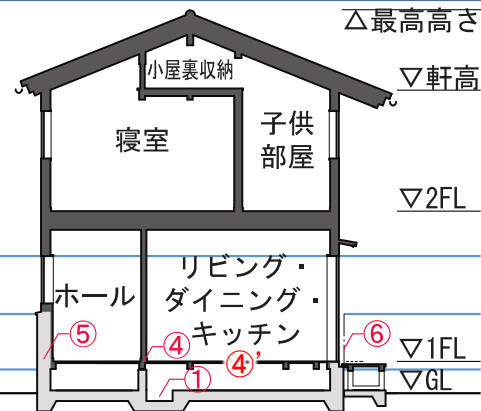 △最高高さ
小屋裏収納
▽軒高
寝室
子供
部屋
▽2FL
リビング・
ダイニング・
キッチン
ホール
⑤
④
④'
①
⑥
▽1FL
▽GL